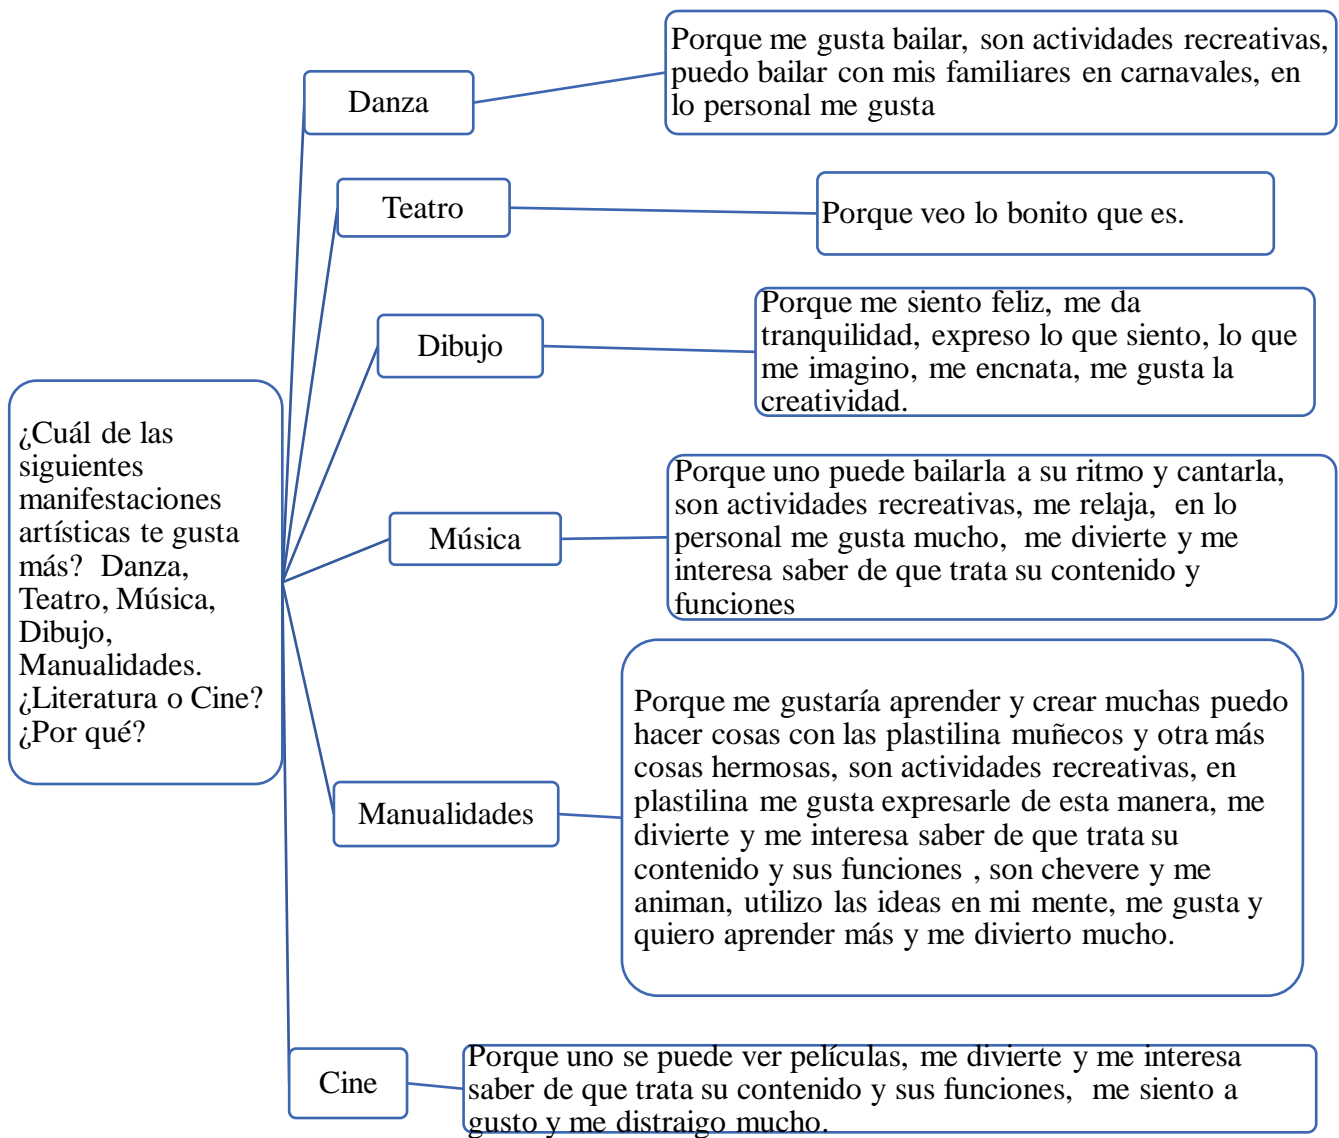 ¿Cuál de las
siguientes
manifestaciones
artísticas te gusta
más? Danza,
Teatro, Música,
Dibujo,
Manualidades.
¿Literatura o Cine?
¿Por qué?
Danza
Porque me gusta bailar, son actividades recreativas,
puedo bailar con mis familiares en carnavales, en
lo personal me gusta
Teatro
Porque veo lo bonito que es.
Dibujo
Porque me siento feliz, me da
tranquilidad, expreso lo que siento, lo que
me imagino, me encnata, me gusta la
creatividad.
Música
Porque uno puede bailarla a su ritmo y cantarla,
son actividades recreativas, me relaja, en lo
personal me gusta mucho, me divierte y me
interesa saber de que trata su contenido y
funciones
Manualidades
Porque me gustaría aprender y crear muchas puedo
hacer cosas con las plastilina muñecos y otra más
cosas hermosas, son actividades recreativas, en
plastilina me gusta expresarle de esta manera, me
divierte y me interesa saber de que trata su
contenido y sus funciones , son chevere y me
animan, utilizo las ideas en mi mente, me gusta y
quiero aprender más y me divierto mucho.
Cine
Porque uno se puede ver películas, me divierte y me interesa
saber de que trata su contenido y sus funciones, me siento a
gusto y me distraigo mucho.